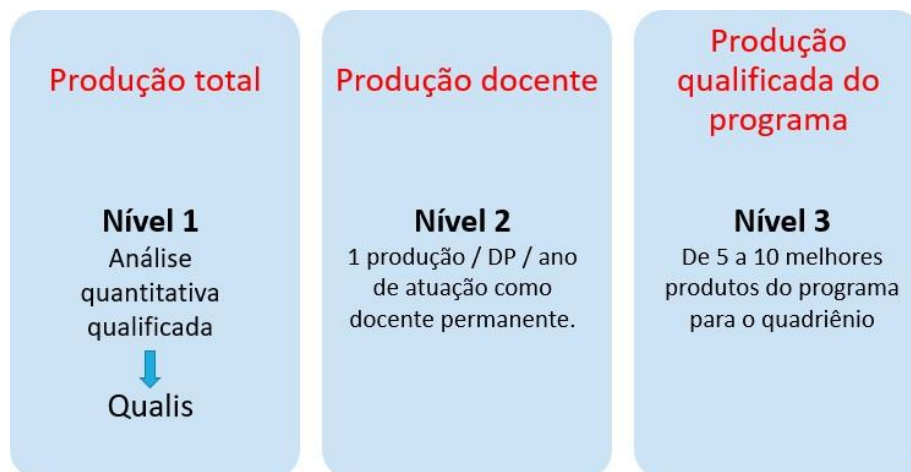 Produção total
Nível 1
Análise
quantitativa
qualificada
Qualis
Produção docente
Nível 2
1 produção / DP / ano
de atuação como
docente permanente.
Produção
qualificada do
programa
Nível 3
De 5 a 10 melhores
produtos do programa
para o quadriênio